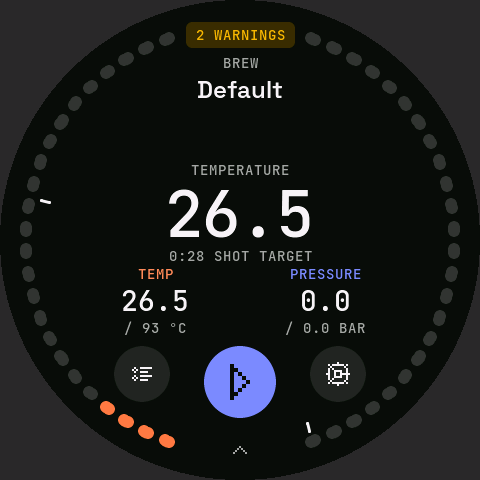 2 WARNINGS
BREW
Default
TEMPERATURE
26.5
0:28 SHOT TARGET
TEMP
PRESSURE
26.5
0.0
/ 93 °C
/ 0.0 BAR